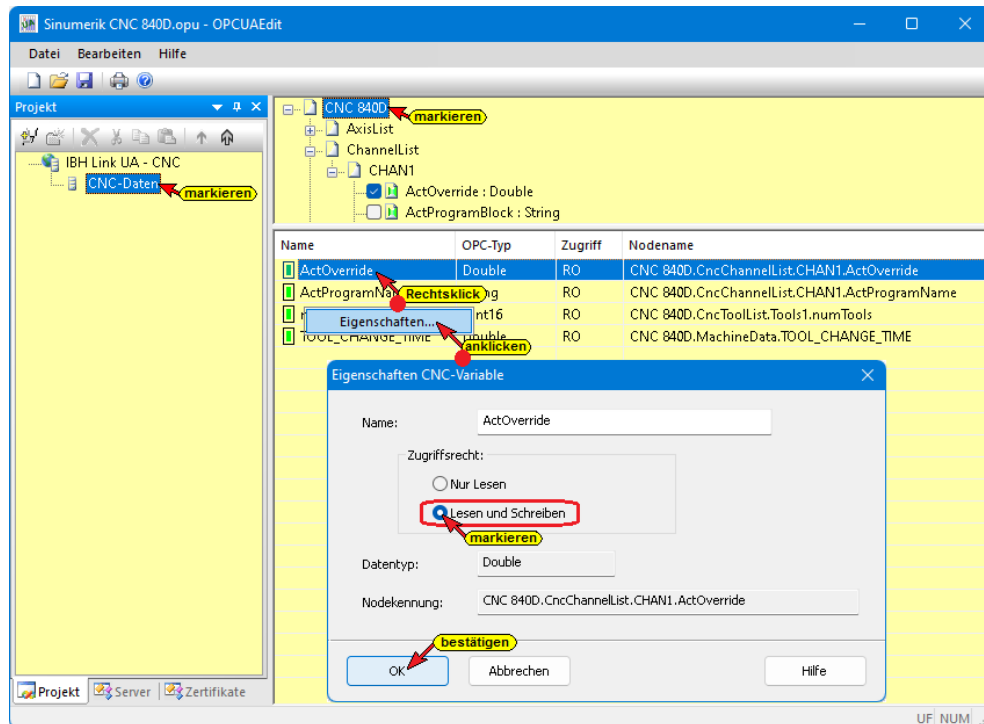 Sinumerik CNC 840D.opu - OPCUAEdit
Datei Bearbeiten Hilfe
Projekt
IBH Link UA - CNC
CNC-Daten
markieren
CNC 840D
markieren
AxisList
ChannelList
CHAN1
ActOverride : Double
ActProgramBlock : String
Name OPC-Typ Zugriff Nodename
ActOverride Double RO CNC 840D.CncChannelList.CHAN1.ActOverride
RO CNC 840D.CncChannelList.CHAN1.ActProgramName
Rechtsklick
Eigenschaften...
RO CNC 840D.CncToolList.Tools1.numTools
anklicken
TOOL_CHANGE_TIME Double RO CNC 840D.MachineData.TOOL_CHANGE_TIME
Eigenschaften CNC-Variable
Name: ActOverride
Zugriffsrecht:
Nur Lesen
Lesen und Schreiben
markieren
Datentyp: Double
Nodekennung: CNC 840D.CncChannelList.CHAN1.ActOverride
bestätigen
OK Abbrechen Hilfe
Projekt Server Zertifikate
UF NUM